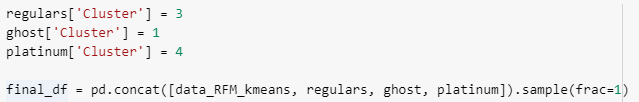 regulars['Cluster'] = 3
ghost['Cluster'] = 1
platinum['Cluster'] = 4
final_df = pd.concat([data_RFM_kmeans, regulars, ghost, platinum]).sample(frac=1)